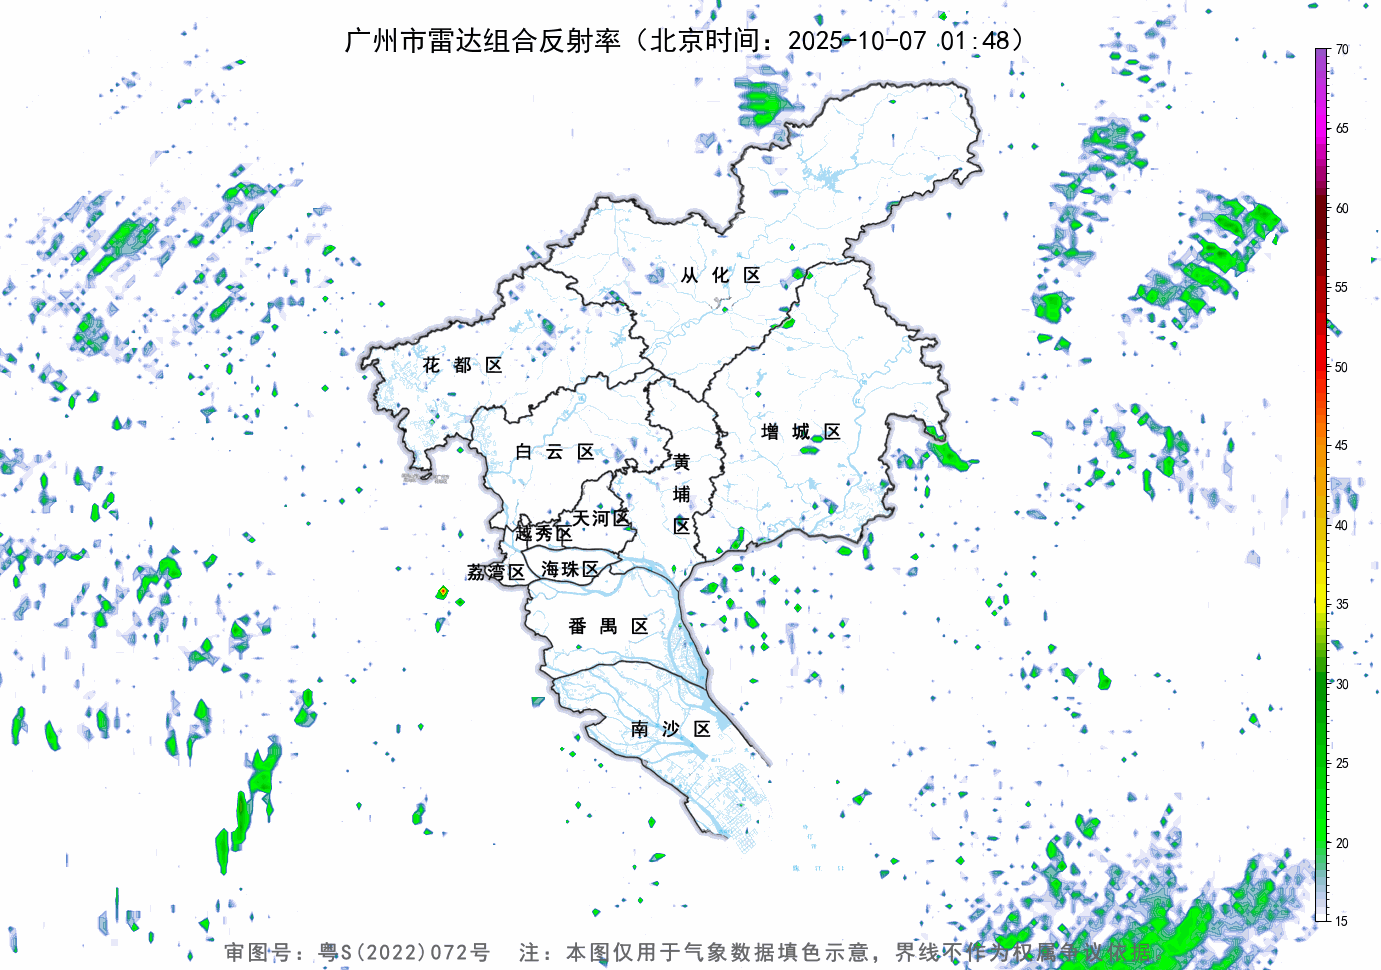 广州市雷达组合反射率（北京时间：2025-10-07 01:48）
70
65
60
55
50
45
40
35
30
25
20
15
从化区
花都区
增城区
白云区
黄埔区
天河区
越秀区
荔湾区
海珠区
番禺区
南沙区
审图号：粤S(2022)072号 注：本图仅用于气象数据填色示意，界线不作为权属争议依据